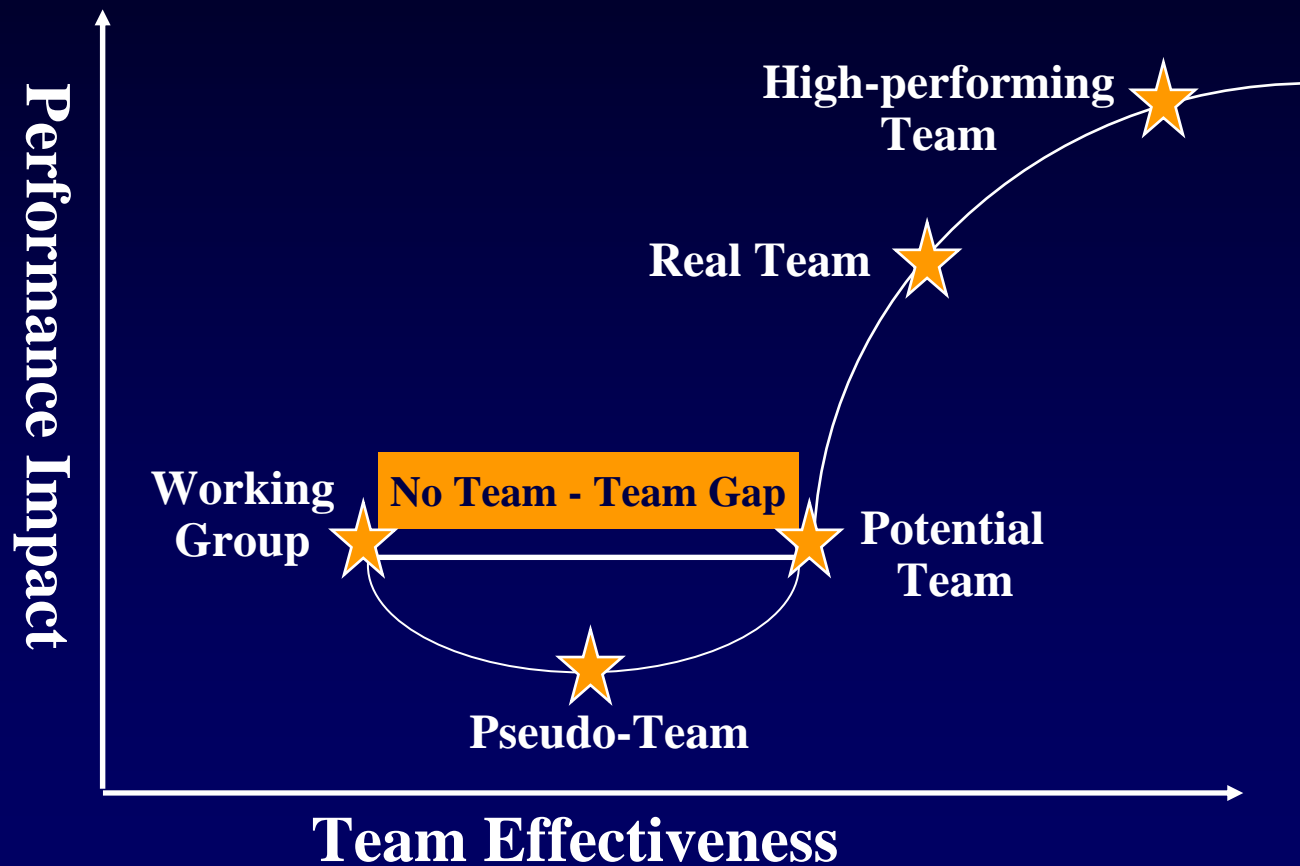 Performance Impact
High-performing
Team
Real Team
No Team - Team Gap
Working
Group
Potential
Team
Pseudo-Team
Team Effectiveness